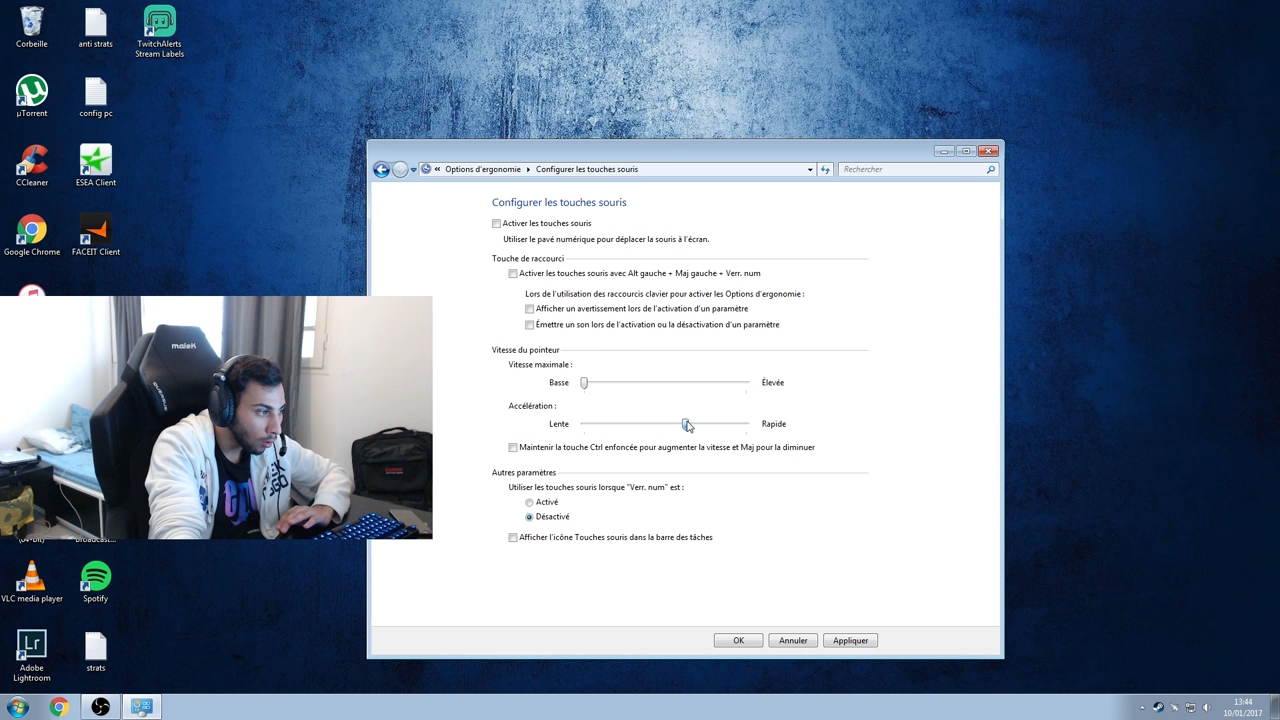 Corbeille
anti strats
TwitchAlerts
Stream Labels
µTorrent
config pc
CCleaner
ESEA Client
Google Chrome
FACEIT Client
(64-bit)
broadcast...
VLC media player
Spotify
Adobe
Lightroom
strats
Options d'ergonomie
Configurer les touches souris
Rechercher
Configurer les touches souris
Activer les touches souris
Utiliser le pavé numérique pour déplacer la souris à l'écran.
Touche de raccourci
Activer les touches souris avec Alt gauche + Maj gauche + Verr. num
Lors de l'utilisation des raccourcis clavier pour activer les Options d'ergonomie :
Afficher un avertissement lors de l'activation d'un paramètre
Émettre un son lors de l'activation ou la désactivation d'un paramètre
Vitesse du pointeur
Vitesse maximale :
Basse
Élevée
Accélération :
Lente
Rapide
Maintenir la touche Ctrl enfoncée pour augmenter la vitesse et Maj pour la diminuer
Autres paramètres
Utiliser les touches souris lorsque "Verr. num" est :
Activé
Désactivé
Afficher l'icône Touches souris dans la barre des tâches
OK
Annuler
Appliquer
13:44
10/01/2017